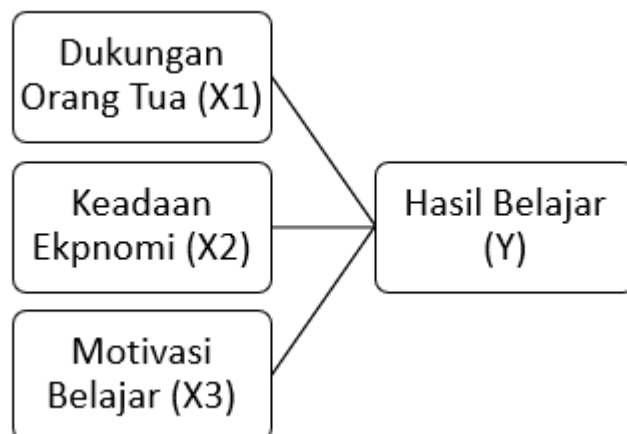 Dukungan
Orang Tua (X1)
Keadaan
Ekpnomi (X2)
Motivasi
Belajar (X3)
Hasil Belajar
(Y)